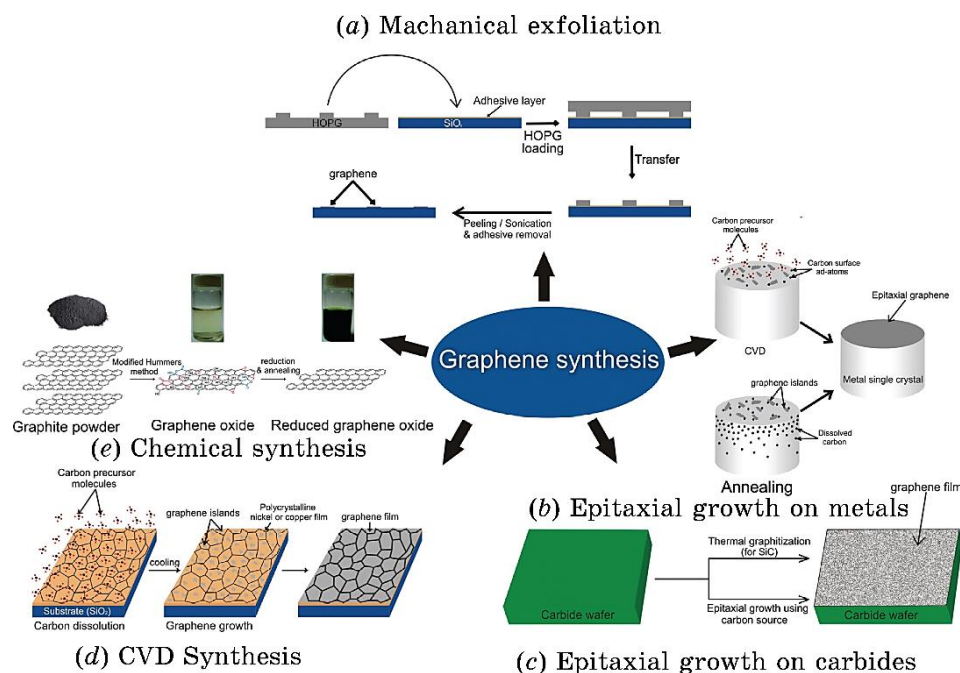 (a) Machanical exfoliation
Adhesive layer
HOPG
SiO₂
HOPG
loading
Transfer
graphene
Peeling / Sonication
& adhesive removal
Graphene synthesis
Carbon precursor
molecules
Carbon surface
ad-atoms
CVD
Epitaxial graphene
Metal single crystal
graphene islands
Dissolved
carbon
Annealing
(b) Epitaxial growth on metals
graphene film
Thermal graphitization
(for SiC)
Epitaxial growth using
carbon source
Carbide wafer
Carbide wafer
(c) Epitaxial growth on carbides
Carbon precursor
molecules
graphene islands
Polycrystalline
nickel or copper film
graphene film
cooling
Substrate (SiO₂)
Carbon dissolution
Graphene growth
(d) CVD Synthesis
Modified Hummers
method
reduction
& annealing
Graphite powder
Graphene oxide
Reduced graphene oxide
(e) Chemical synthesis